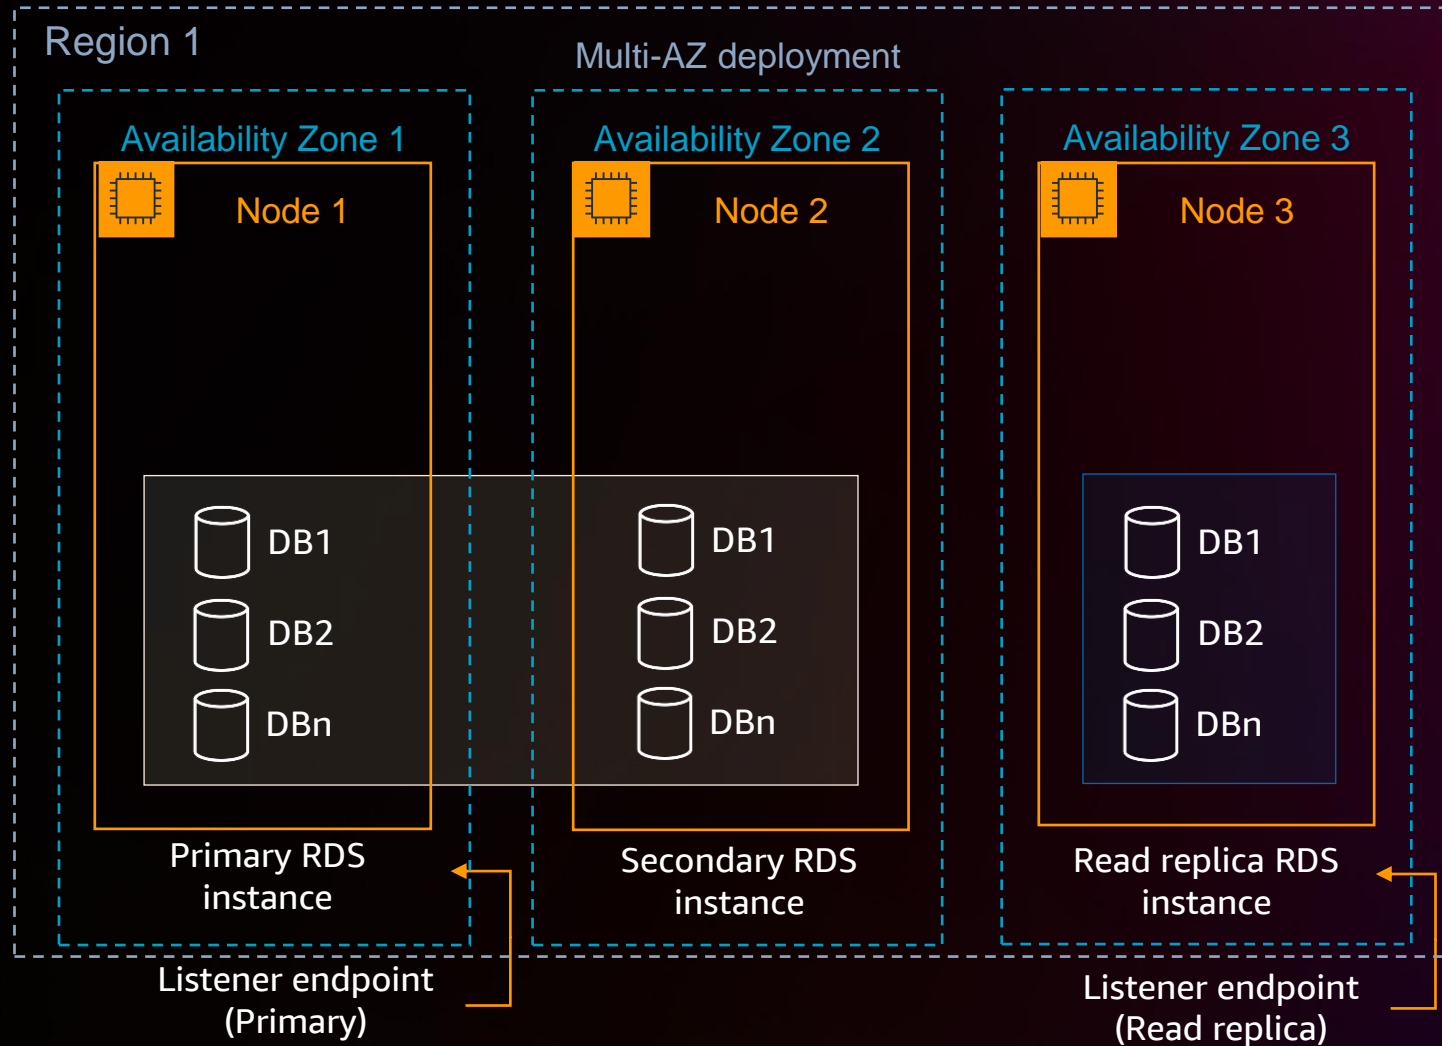 Region 1
Multi-AZ deployment
Availability Zone 1
Availability Zone 2
Availability Zone 3
Node 1
Node 2
Node 3
DB1
DB1
DB1
DB2
DB2
DB2
DBn
DBn
DBn
Primary RDS
instance
Secondary RDS
instance
Read replica RDS
instance
Listener endpoint
(Primary)
Listener endpoint
(Read replica)